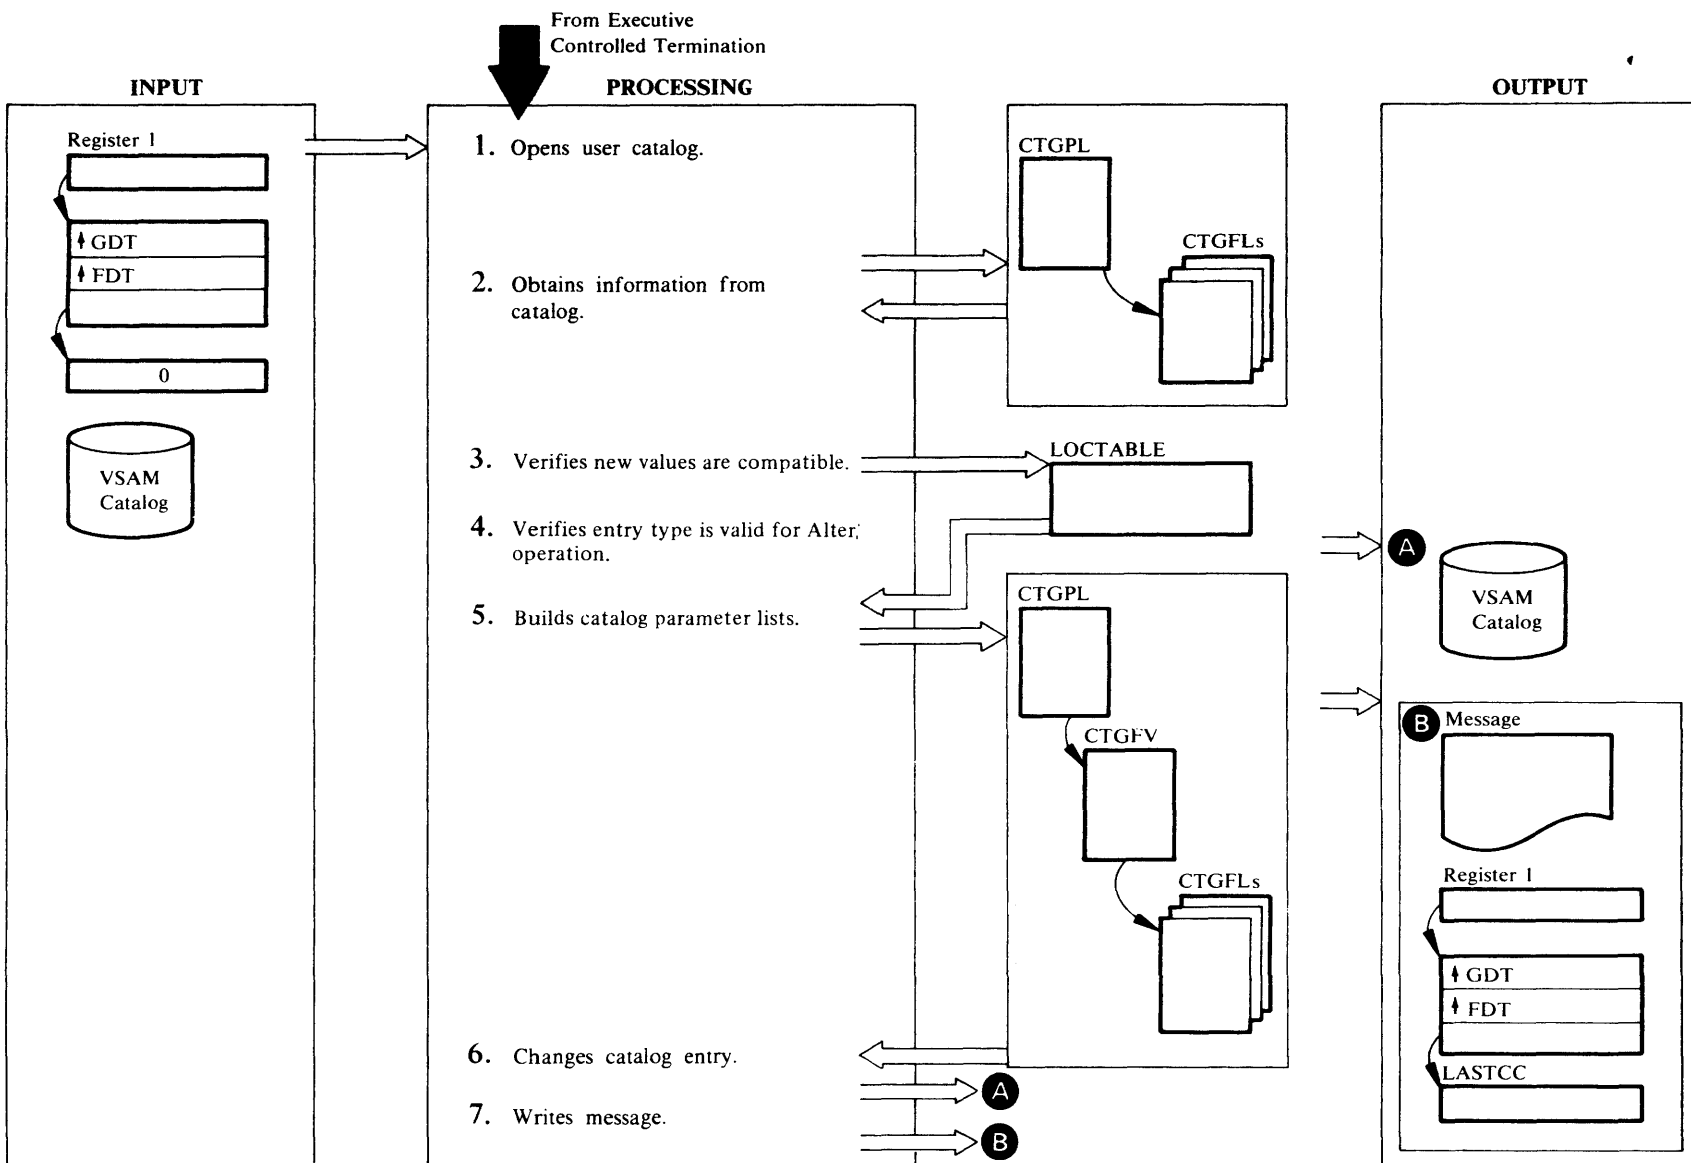 From Executive
Controlled Termination
INPUT
PROCESSING
OUTPUT
Register 1
GDT
FDT
0
VSAM
Catalog
1. Opens user catalog.
2. Obtains information from
catalog.
3. Verifies new values are compatible.
4. Verifies entry type is valid for Alter
operation.
5. Builds catalog parameter lists.
6. Changes catalog entry.
7. Writes message.
CTGPL
CTGFLs
LOCTABLE
CTGPL
CTGFV
CTGFLs
A
B
A
VSAM
Catalog
B Message
Register 1
GDT
FDT
LASTCC